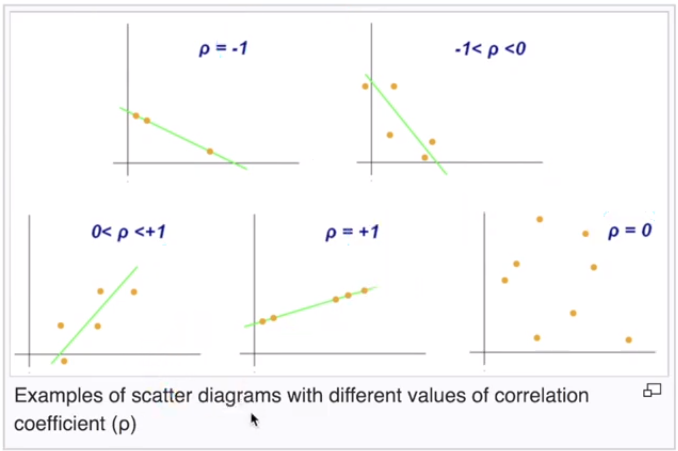 ρ = -1
-1< ρ <0
0< ρ <+1
ρ = +1
ρ = 0
Examples of scatter diagrams with different values of correlation
coefficient (ρ)